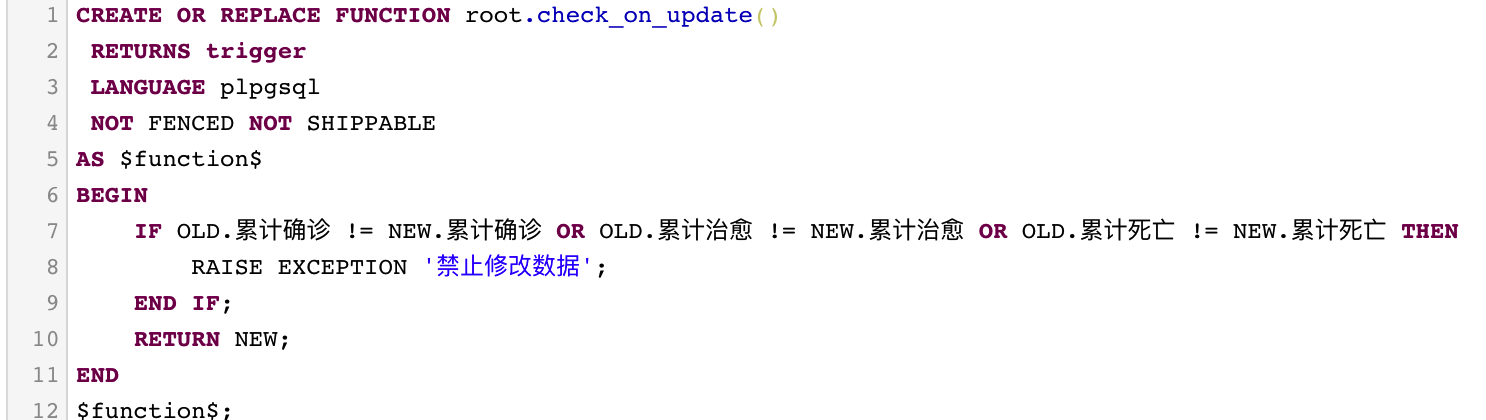 1 CREATE OR REPLACE FUNCTION root.check_on_update()
2 RETURNS trigger
3 LANGUAGE plpgsql
4 NOT FENCED NOT SHIPPABLE
5 AS $function$
6 BEGIN
7 IF OLD.累计确诊 != NEW.累计确诊 OR OLD.累计治愈 != NEW.累计治愈 OR OLD.累计死亡 != NEW.累计死亡 THEN
8 RAISE EXCEPTION '禁止修改数据';
9 END IF;
10 RETURN NEW;
11 END
12 $function$;